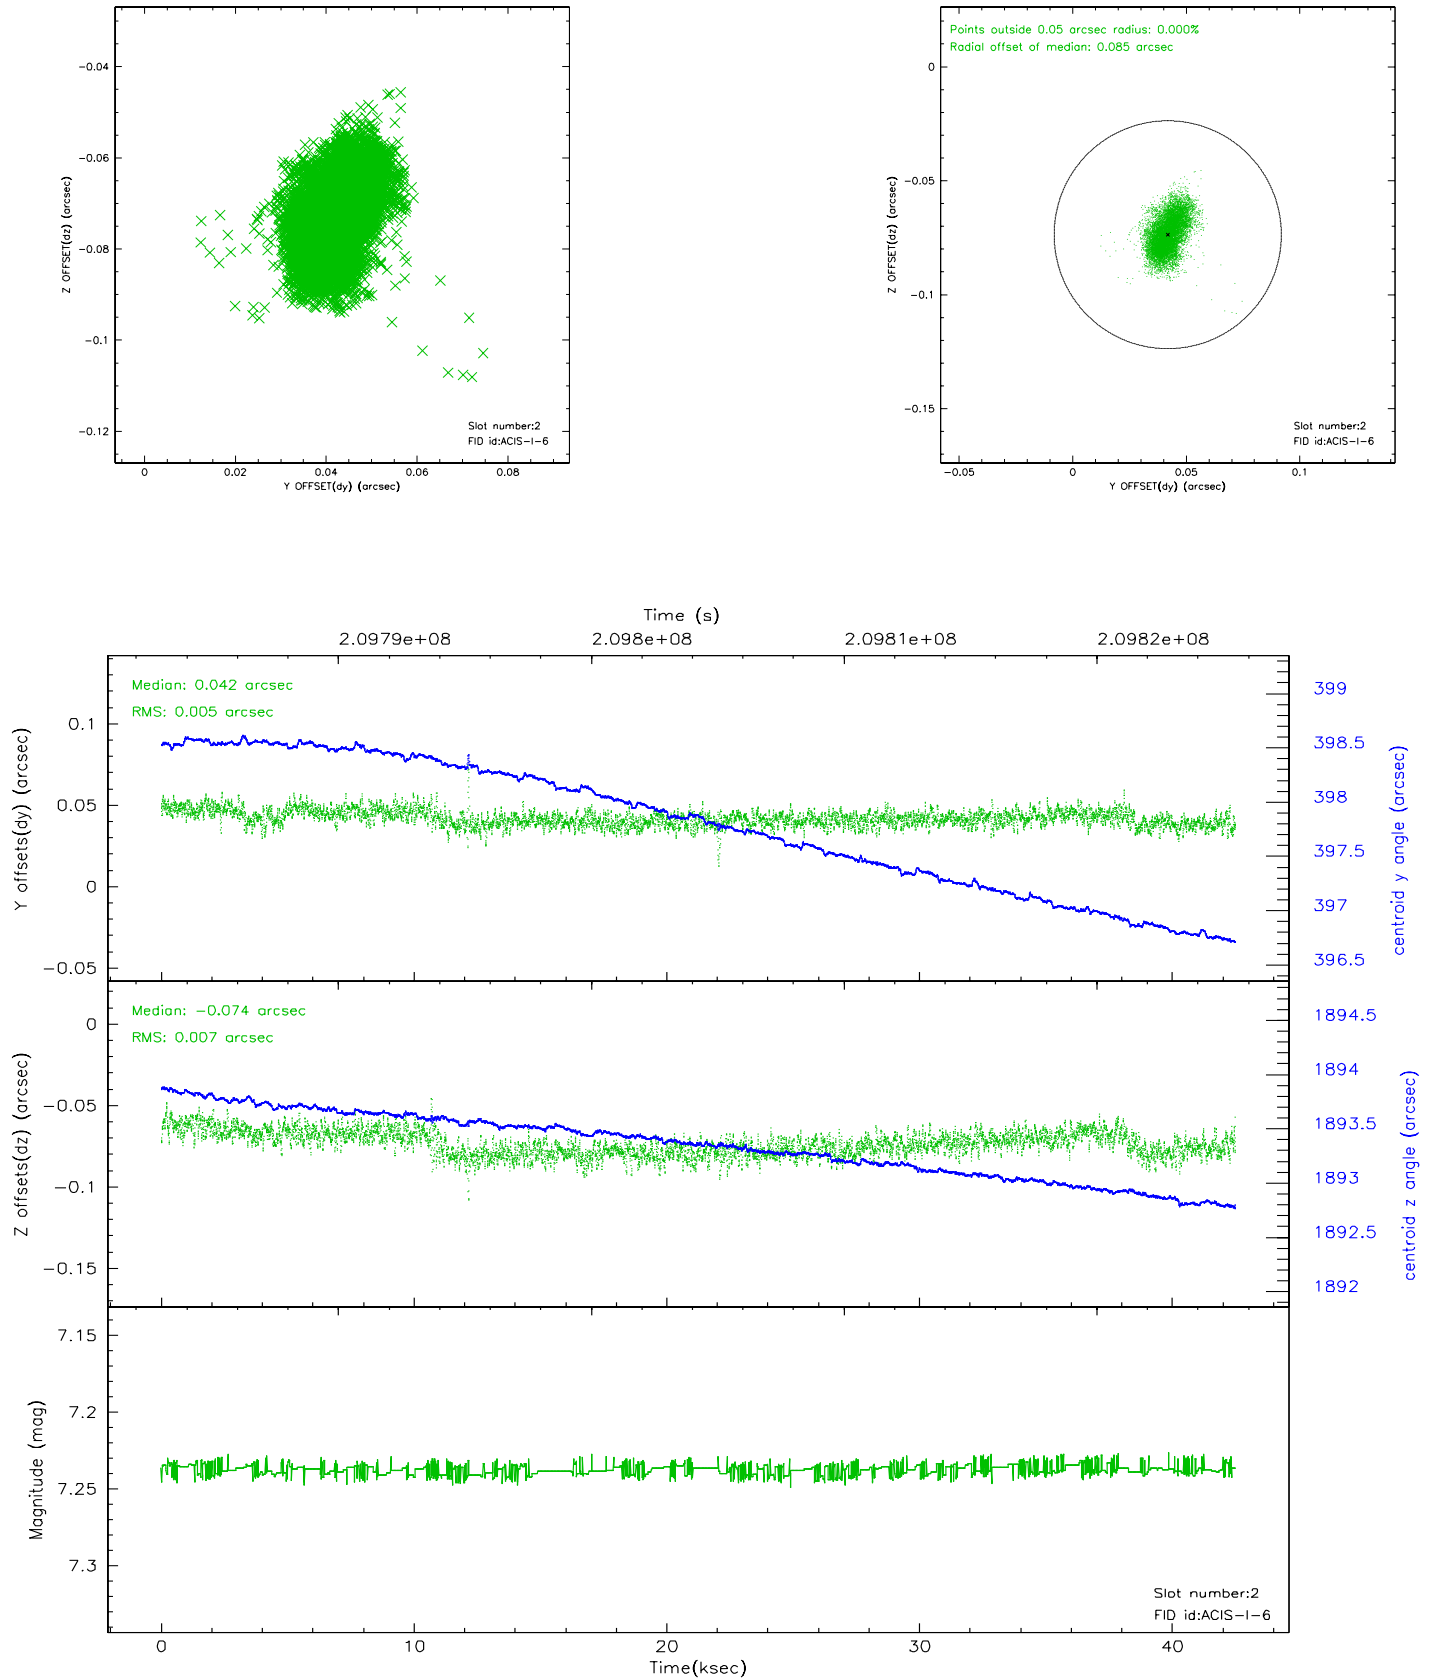 −0.04
−0.06
−0.08
−0.1
−0.12
Z OFFSET(dz) (arcsec)
Slot number:2
FID id:ACIS−I−6
0 0.02 0.04 0.06 0.08
Y OFFSET(dy) (arcsec)
Points outside 0.05 arcsec radius: 0.000%
Radial offset of median: 0.085 arcsec
0
−0.05
−0.1
−0.15
Z OFFSET(dz) (arcsec)
Slot number:2
FID id:ACIS−I−6
−0.05 0 0.05 0.1
Y OFFSET(dy) (arcsec)
Time (s)
2.0979e+08 2.098e+08 2.0981e+08 2.0982e+08
Median: 0.042 arcsec
RMS: 0.005 arcsec
0.1
0.05
0
−0.05
Y offsets(dy) (arcsec)
399
398.5
398
397.5
397
396.5
centroid y angle (arcsec)
Median: −0.074 arcsec
RMS: 0.007 arcsec
0
−0.05
−0.1
−0.15
Z offsets(dz) (arcsec)
1894.5
1894
1893.5
1893
1892.5
1892
centroid z angle (arcsec)
7.15
7.2
7.25
7.3
Magnitude (mag)
Slot number:2
FID id:ACIS−I−6
0 10 20 30 40
Time(ksec)